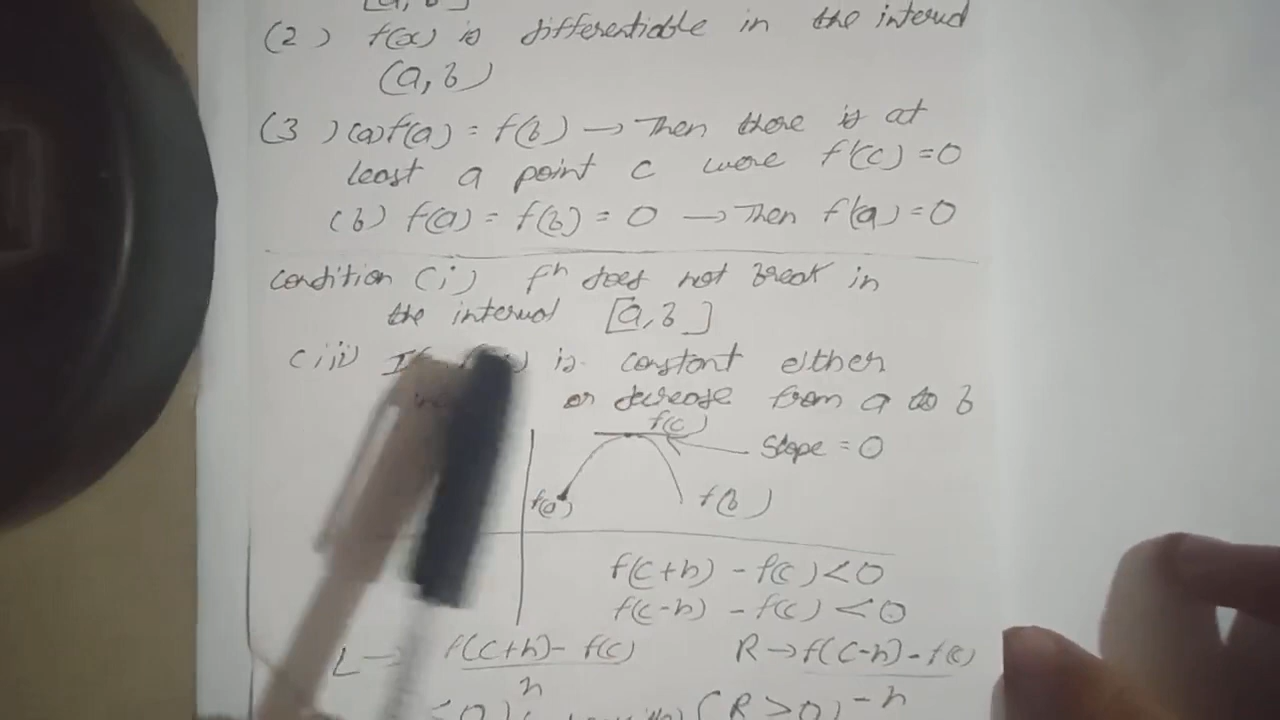 [a, b]
(2) f(x) is differentiable in the interval
(a, b)
(3) (a) f(a) = f(b) → Then there is at
least a point c were f'(c) = 0
(b) f(a) = f(b) = 0 → Then f'(a) = 0
condition (i) fn does not break in
the interval [a, b]
(iii) If is constant either
or decrease from a to b
f(c)
Slope = 0
f(a)
f(b)
f(c+h) - f(c) < 0
f(c-h) - f(c) < 0
L → f(c+h) - f(c) / h
R → f(c-h) - f(c) / -h
(R > 0)